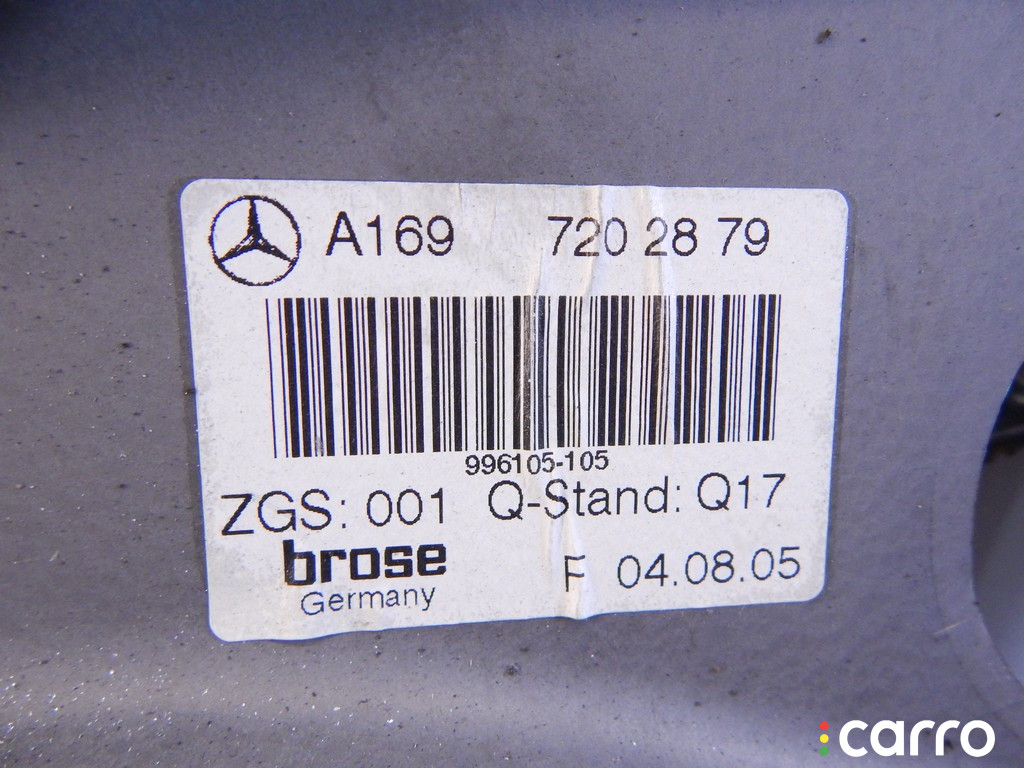 A169 720 28 79
996105-105
ZGS: 001 Q-Stand: Q17
brose
Germany
F 04.08.05
carro